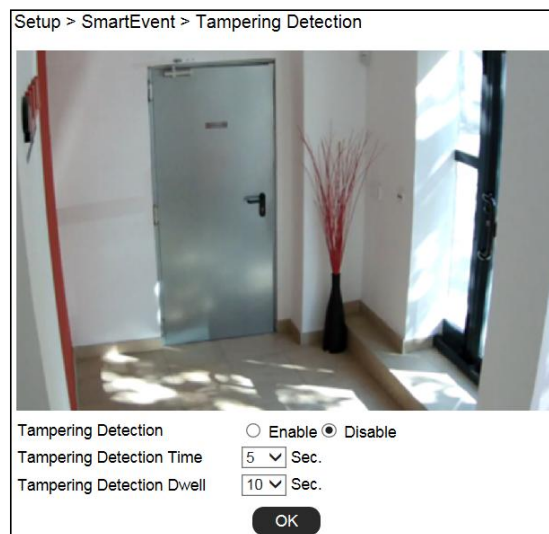 Setup > SmartEvent > Tampering Detection
Tampering Detection Enable Disable
Tampering Detection Time 5 Sec.
Tampering Detection Dwell 10 Sec.
OK